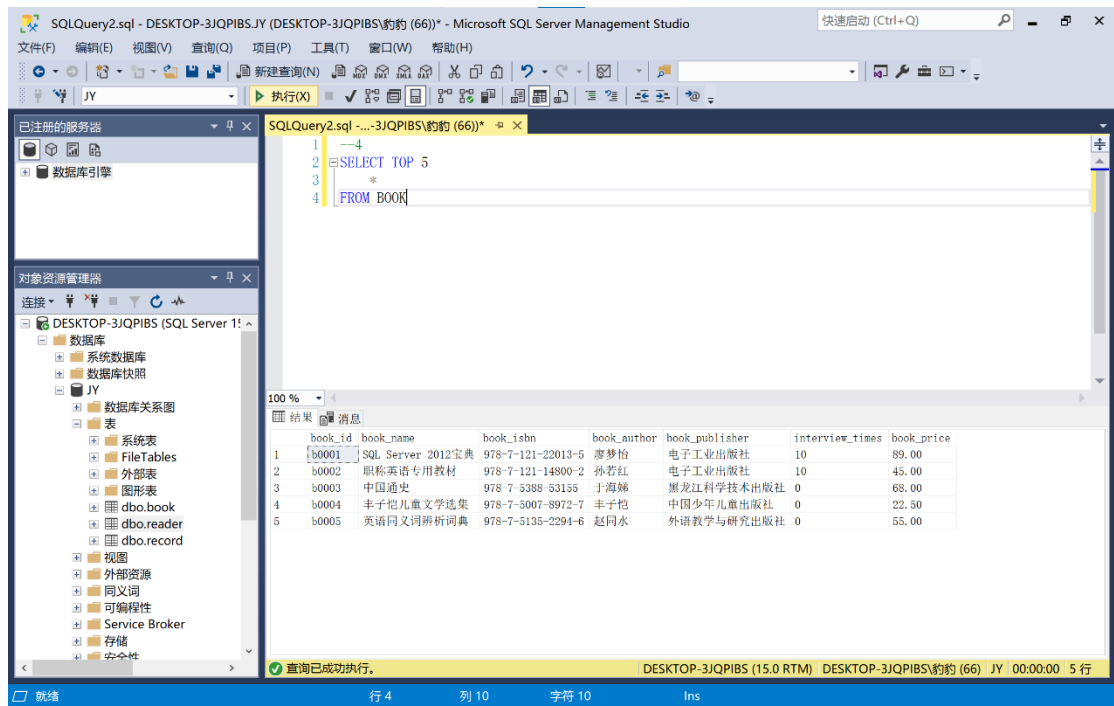 SQLQuery2.sql - DESKTOP-3JQPIBS.JY (DESKTOP-3JQPIBS\豹豹 (66))* - Microsoft SQL Server Management Studio
快速启动 (Ctrl+Q)
文件(F) 编辑(E) 视图(V) 查询(Q) 项目(P) 工具(T) 窗口(W) 帮助(H)
新建查询(N)
JY
执行(X)
已注册的服务器
数据库引擎
对象资源管理器
连接
DESKTOP-3JQPIBS (SQL Server 1
数据库
系统数据库
数据库快照
JY
数据库关系图
表
系统表
FileTables
外部表
图形表
dbo.book
dbo.reader
dbo.record
视图
外部资源
同义词
可编程性
Service Broker
存储
安全性
SQLQuery2.sql -...-3JQPIBS\豹豹 (66))*
1 --4
2 SELECT TOP 5
3 *
4 FROM BOOK
100 %
结果 消息
book_id book_name book_isbn book_author book_publisher interview_times book_price
1 b0001 SQL Server 2012宝典 978-7-121-22013-5 廖梦怡 电子工业出版社 10 89.00
2 b0002 职称英语专用教材 978-7-121-14800-2 孙若红 电子工业出版社 10 45.00
3 b0003 中国通史 978-7-5388-53155 于海娣 黑龙江科学技术出版社 0 68.00
4 b0004 丰子恺儿童文学选集 978-7-5007-8972-7 丰子恺 中国少年儿童出版社 0 22.50
5 b0005 英语同义词辨析词典 978-7-5135-2294-6 赵同水 外语教学与研究出版社 0 55.00
查询已成功执行。 DESKTOP-3JQPIBS (15.0 RTM) DESKTOP-3JQPIBS\豹豹 (66) JY 00:00:00 5 行
就绪 行 4 列 10 字符 10 Ins